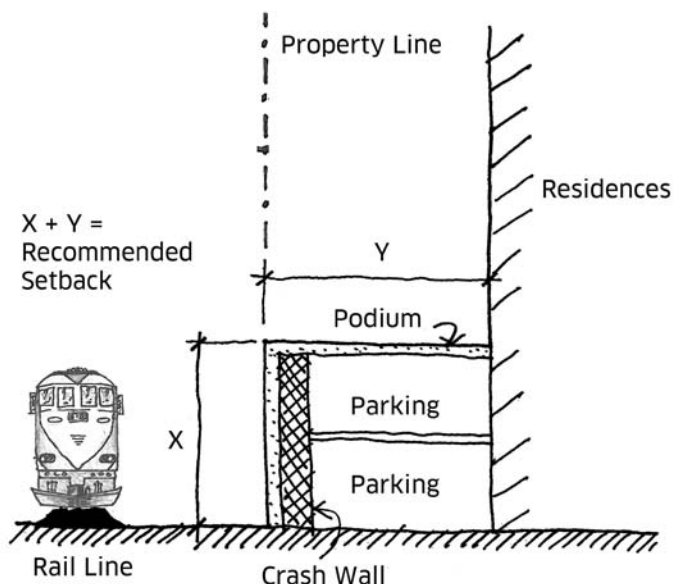 Property Line
Residences
X + Y =
Recommended
Setback
Y
Podium
X
Parking
Parking
Rail Line
Crash Wall